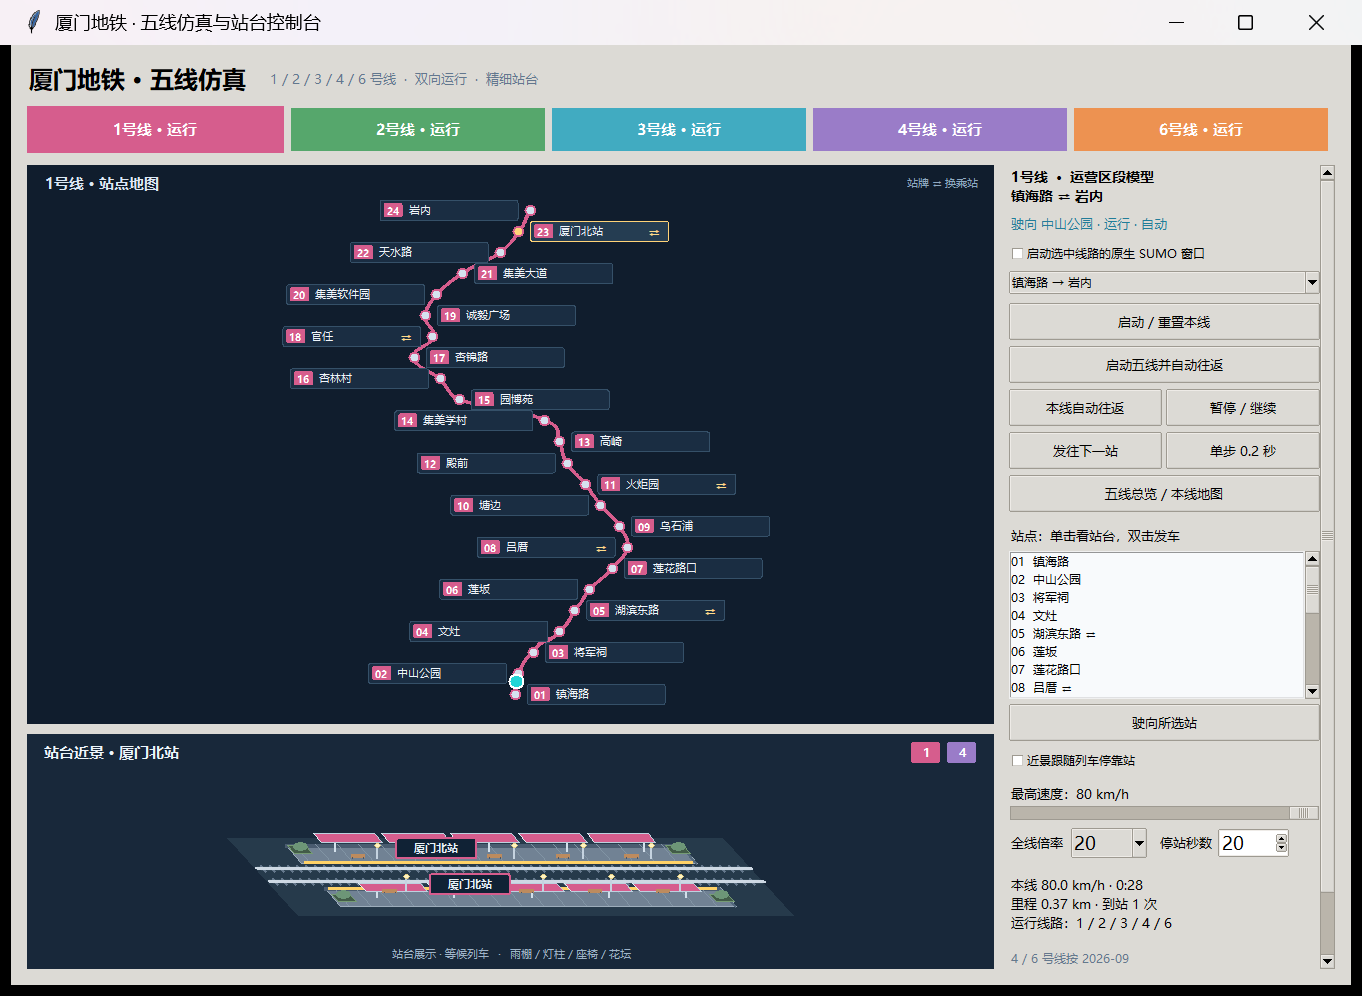 厦门地铁 · 五线仿真与站台控制台
厦门地铁 • 五线仿真
1 / 2 / 3 / 4 / 6 号线 · 双向运行 · 精细站台
1号线 • 运行
2号线 • 运行
3号线 • 运行
4号线 • 运行
6号线 • 运行
1号线 • 站点地图
站牌 ⇄ 换乘站
24 岩内
23 厦门北站 ⇄
22 天水路
21 集美大道
20 集美软件园
19 诚毅广场
18 官任 ⇄
17 杏锦路
16 杏林村
15 园博苑
14 集美学村
13 高崎
12 殿前
11 火炬园 ⇄
10 塘边
09 乌石浦
08 吕厝 ⇄
07 莲花路口
06 莲坂
05 湖滨东路 ⇄
04 文灶
03 将军祠
02 中山公园
01 镇海路
站台近景 • 厦门北站
1
4
厦门北站
厦门北站
站台展示 · 等候列车 · 雨棚 / 灯柱 / 座椅 / 花坛
1号线 • 运营区段模型
镇海路 ⇄ 岩内
驶向 中山公园 · 运行 · 自动
启动选中线路的原生 SUMO 窗口
镇海路 → 岩内
启动 / 重置本线
启动五线并自动往返
本线自动往返
暂停 / 继续
发往下一站
单步 0.2 秒
五线总览 / 本线地图
站点：单击看站台，双击发车
01 镇海路
02 中山公园
03 将军祠
04 文灶
05 湖滨东路 ⇄
06 莲坂
07 莲花路口
08 吕厝 ⇄
驶向所选站
近景跟随列车停靠站
最高速度：80 km/h
全线倍率 20 停站秒数 20
本线 80.0 km/h · 0:28
里程 0.37 km · 到站 1 次
运行线路：1 / 2 / 3 / 4 / 6
4 / 6 号线按 2026-09